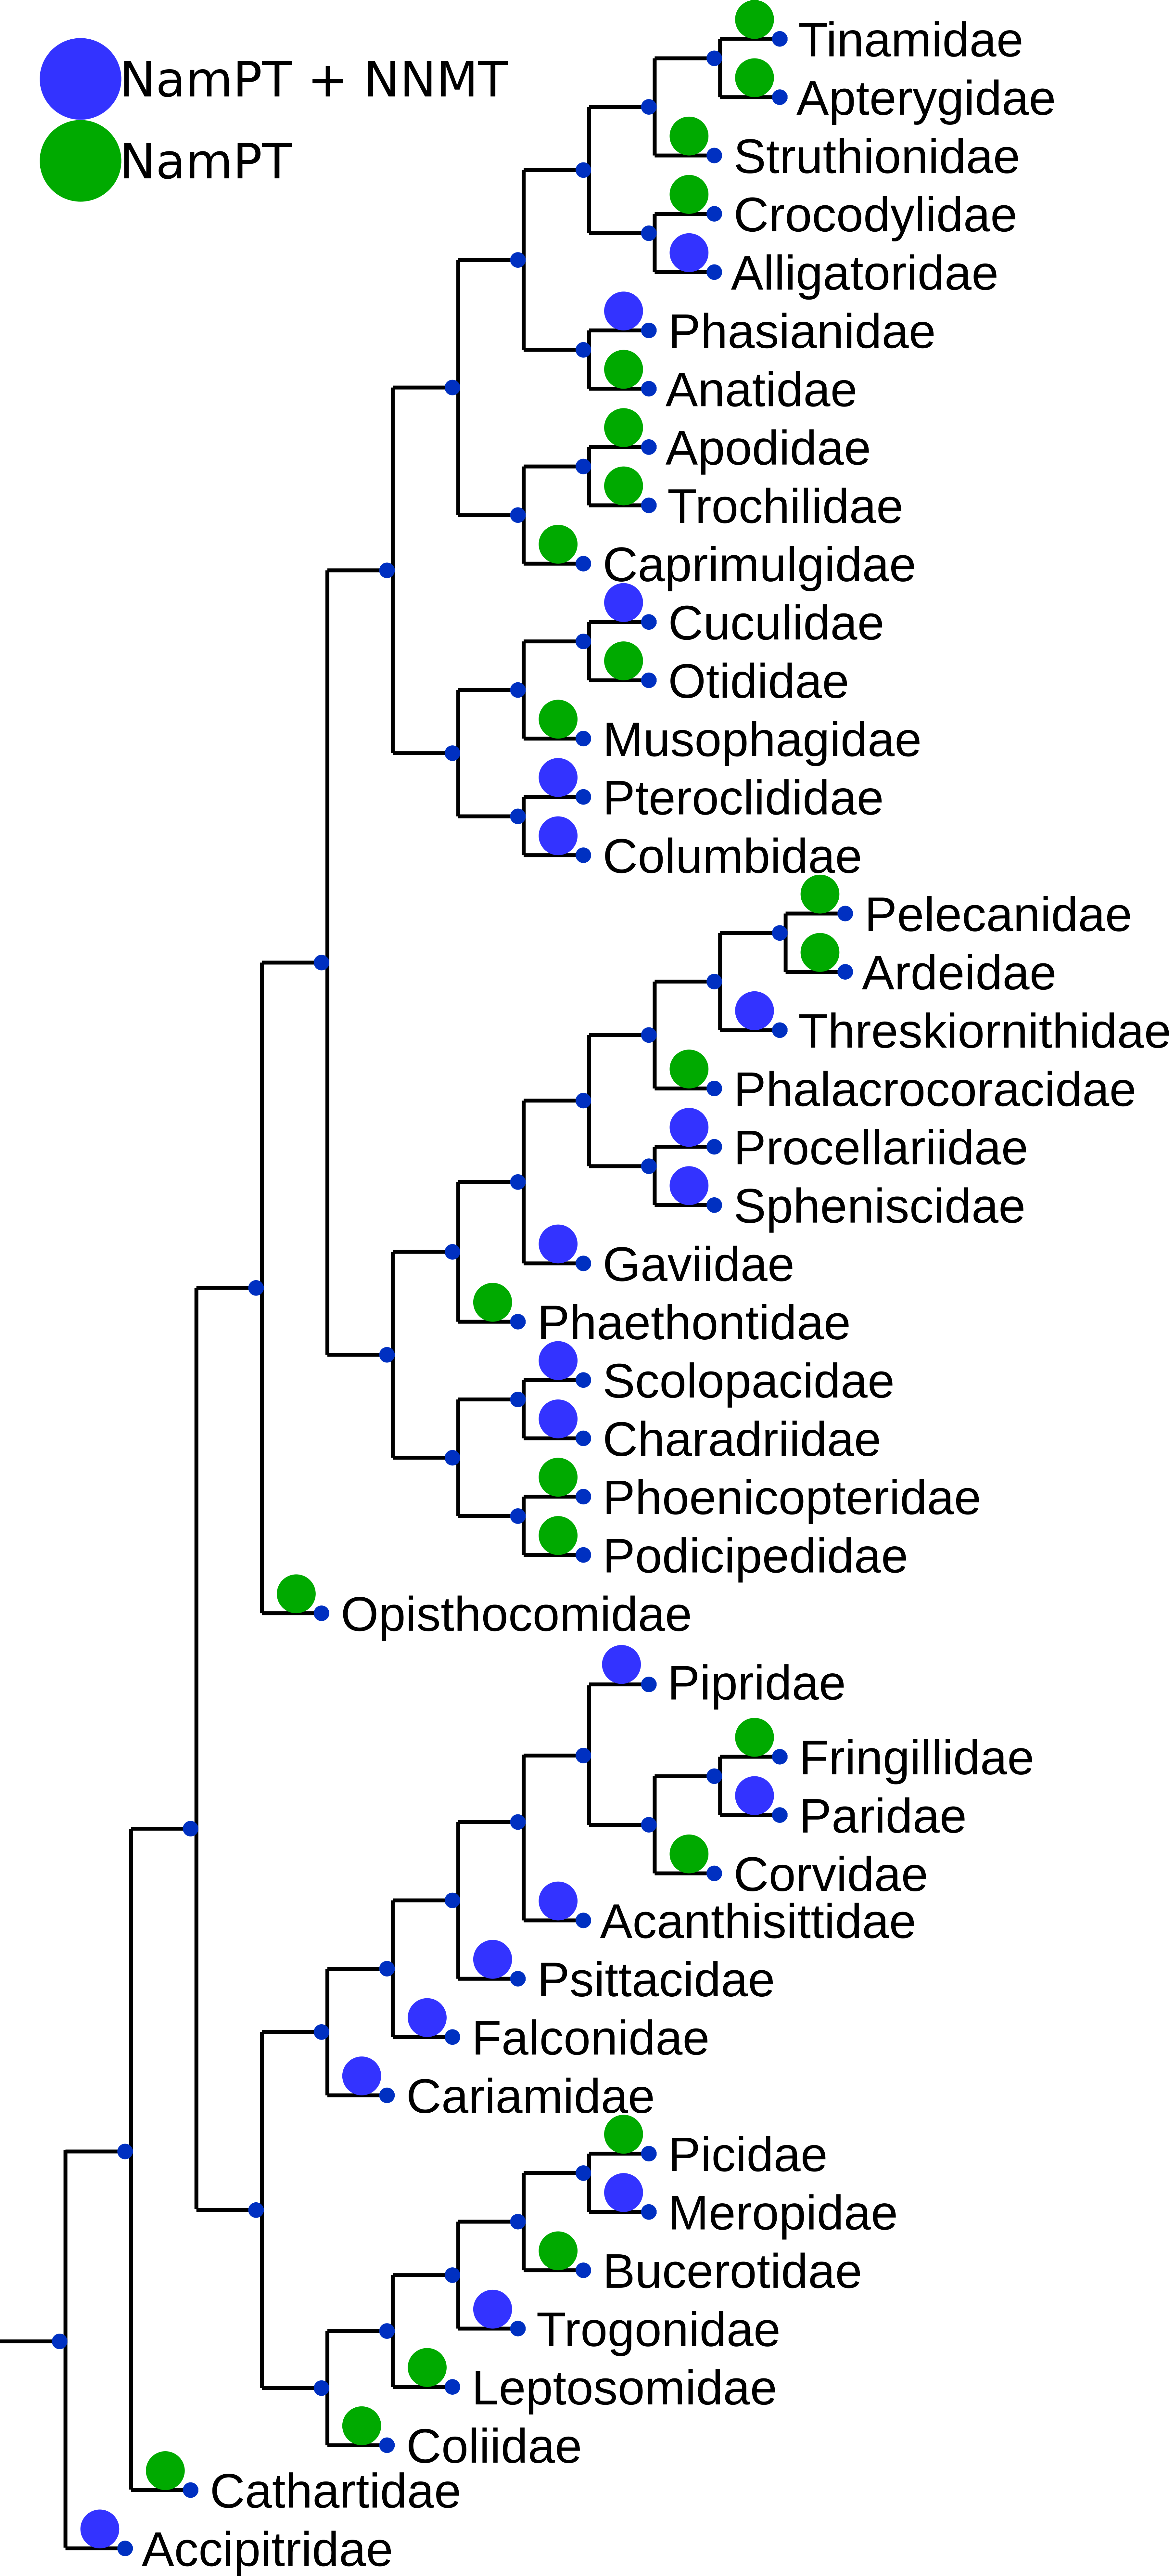 NamPT + NNMT
NamPT
Tinamidae
Apterygidae
Struthionidae
Crocodylidae
Alligatoridae
Phasianidae
Anatidae
Apodidae
Trochilidae
Caprimulgidae
Cuculidae
Otididae
Musophagidae
Pteroclididae
Columbidae
Pelecanidae
Ardeidae
Threskiornithidae
Phalacrocoracidae
Procellariidae
Spheniscidae
Gaviidae
Phaethontidae
Scolopacidae
Charadriidae
Phoenicopteridae
Podicipedidae
Opisthocomidae
Pipridae
Fringillidae
Paridae
Corvidae
Acanthisittidae
Psittacidae
Falconidae
Cariamidae
Picidae
Meropidae
Bucerotidae
Trogonidae
Leptosomidae
Coliidae
Cathartidae
Accipitridae